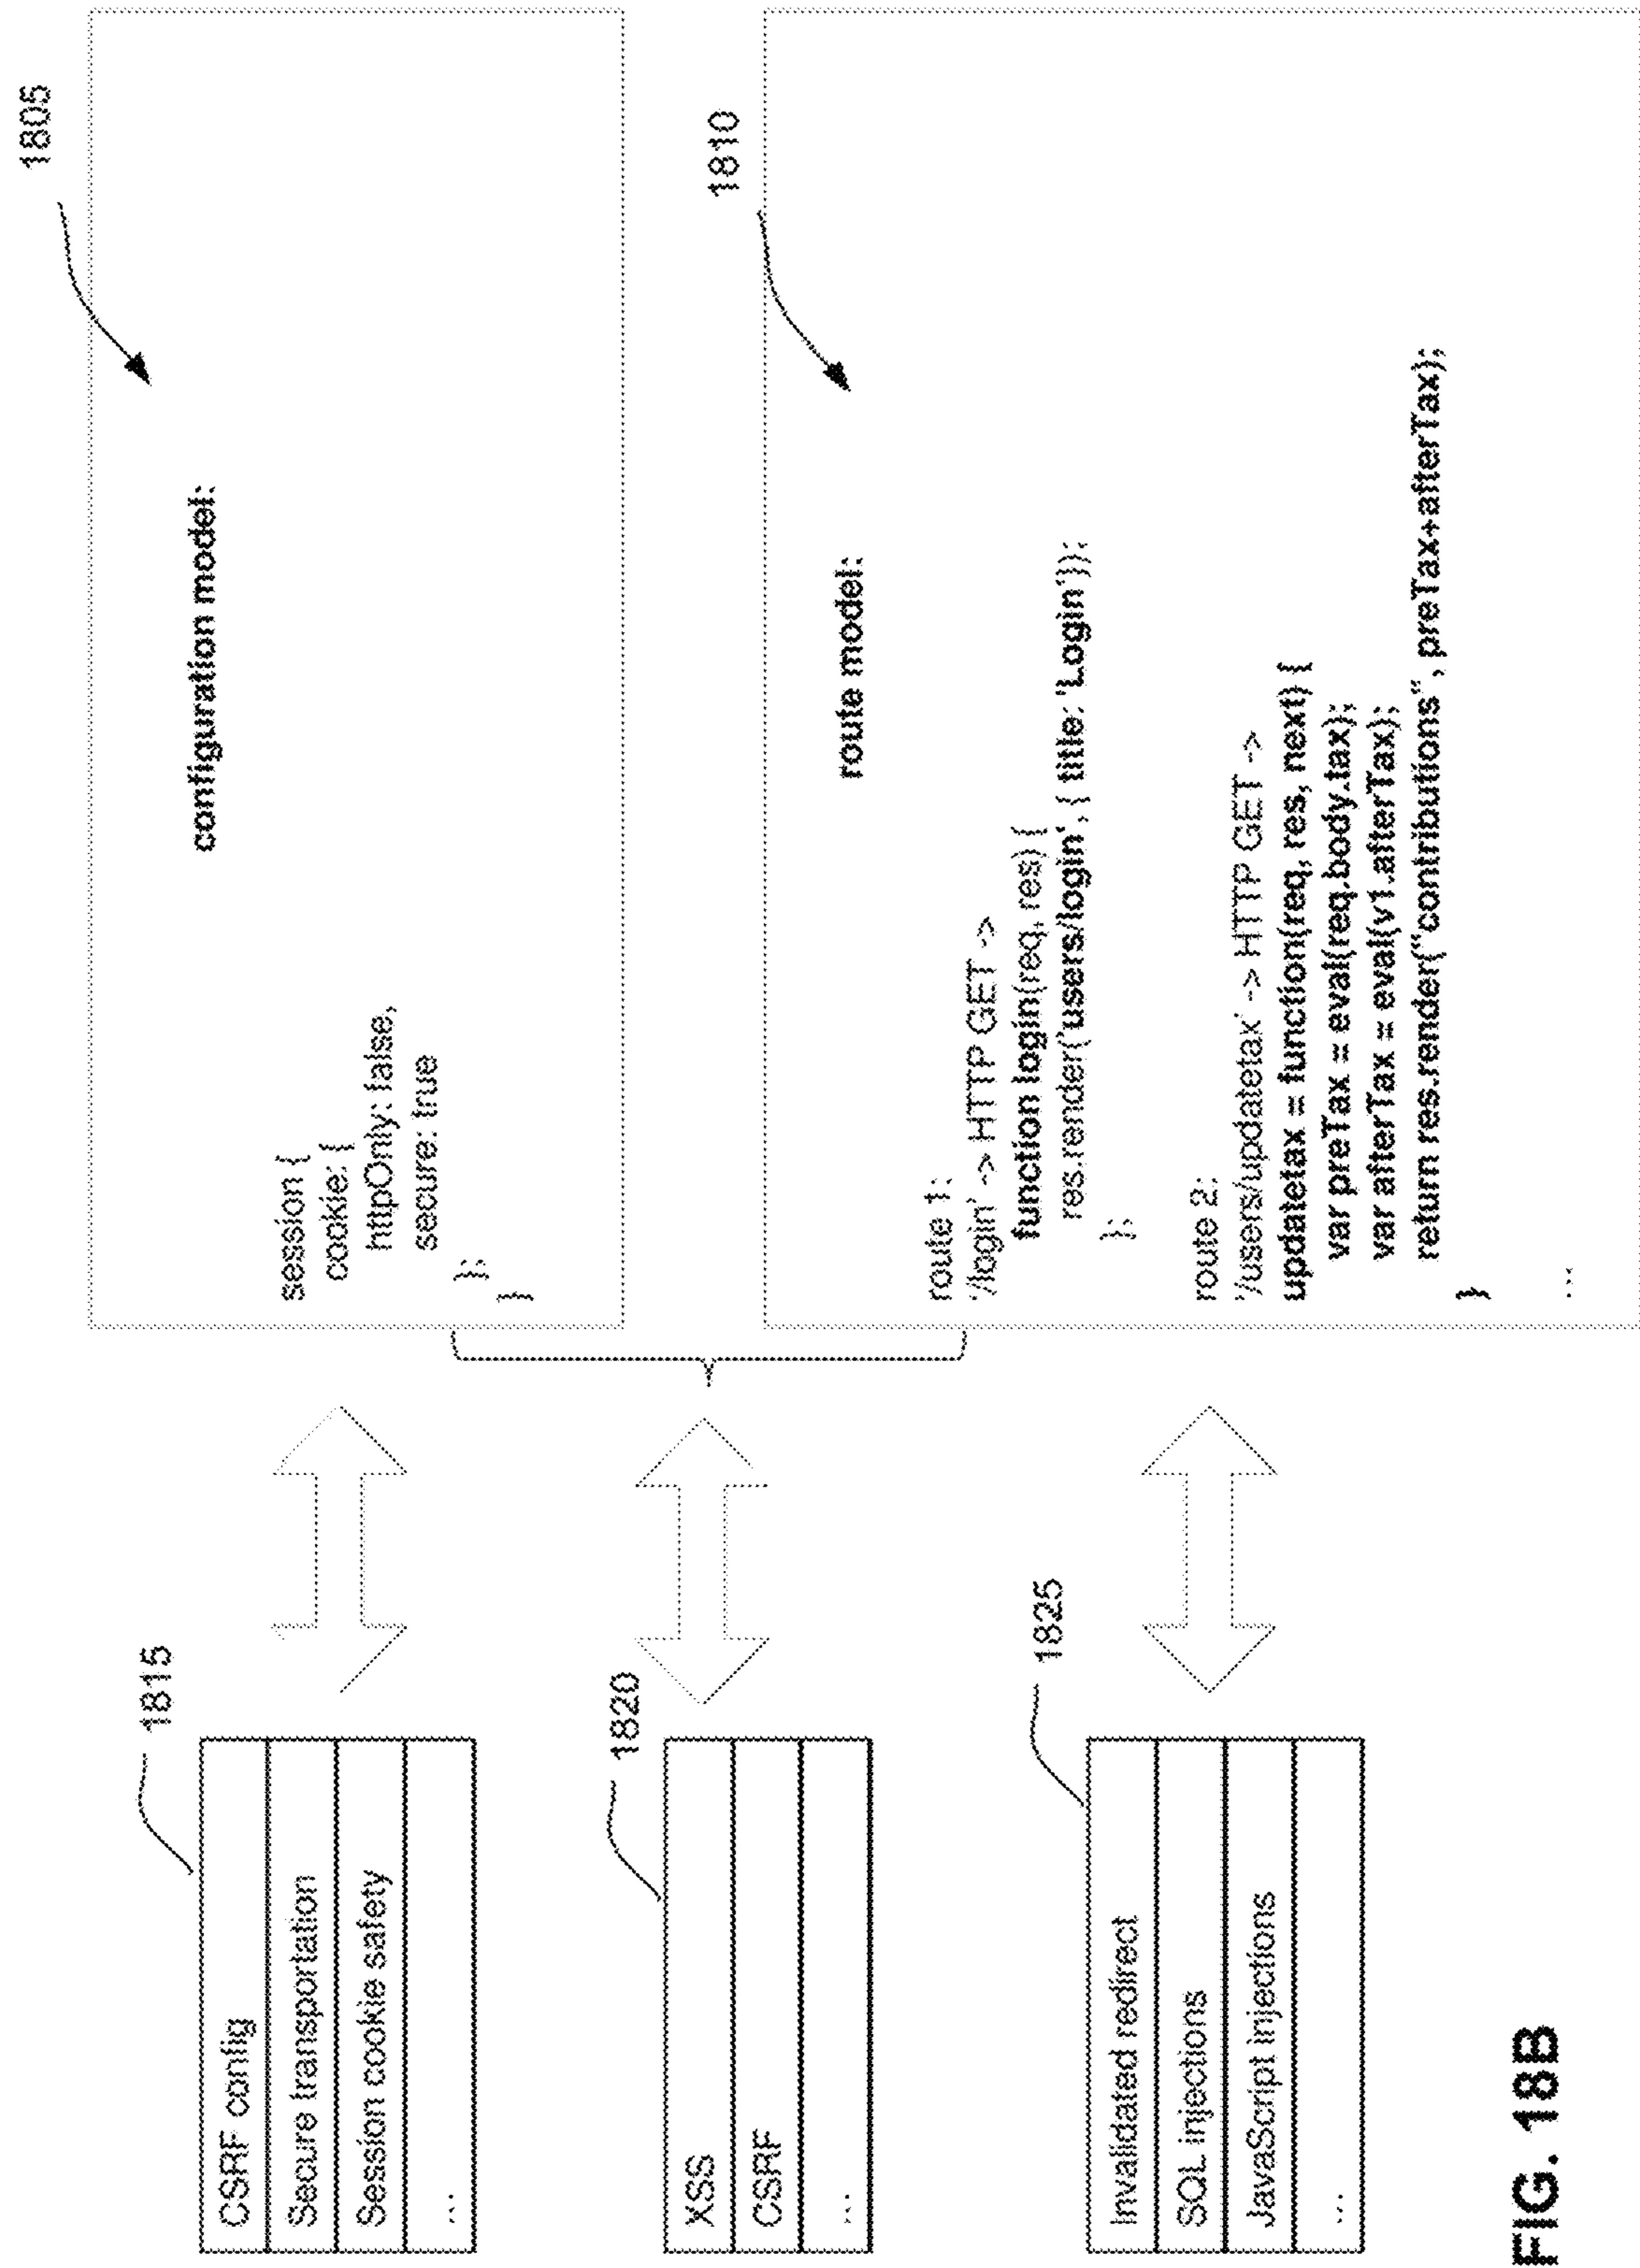 1815
CSRF config
Secure transportation
Session cookie safety
...
1820
XSS
CSRF
...
1825
Invalidated redirect
SQL injections
JavaScript injections
...
1805
configuration model:
session {
cookie: {
httpOnly: false,
secure: true
};
}
1810
route model:
route 1:
'/login' -> HTTP GET ->
function login(req, res) {
res.render('users/login', { title: 'Login'});
};
route 2:
'/users/updatetax' -> HTTP GET ->
updatetax = function(req, res, next) {
var preTax = eval(req.body.tax);
var afterTax = eval(v1.afterTax);
return res.render("contributions", preTax+afterTax);
}
...
FIG. 18B